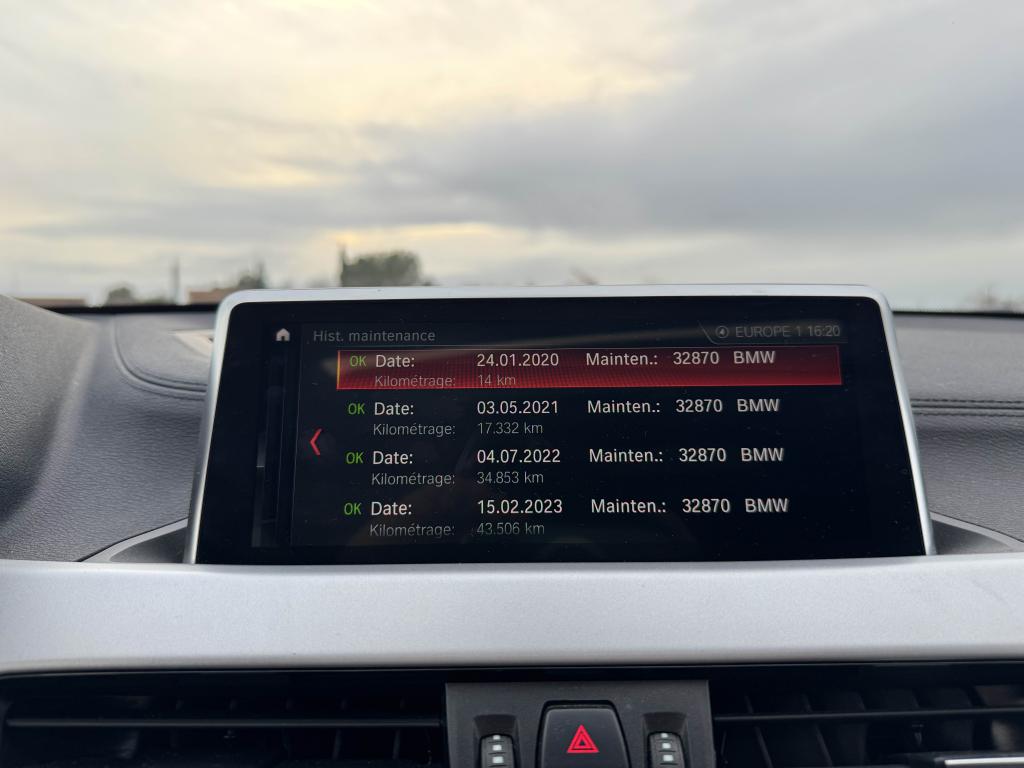 Hist. maintenance
EUROPE 1 16:20
OK Date: 24.01.2020 Mainten.: 32870 BMW
Kilométrage: 14 km
OK Date: 03.05.2021 Mainten.: 32870 BMW
Kilométrage: 17.332 km
OK Date: 04.07.2022 Mainten.: 32870 BMW
Kilométrage: 34.853 km
OK Date: 15.02.2023 Mainten.: 32870 BMW
Kilométrage: 43.506 km